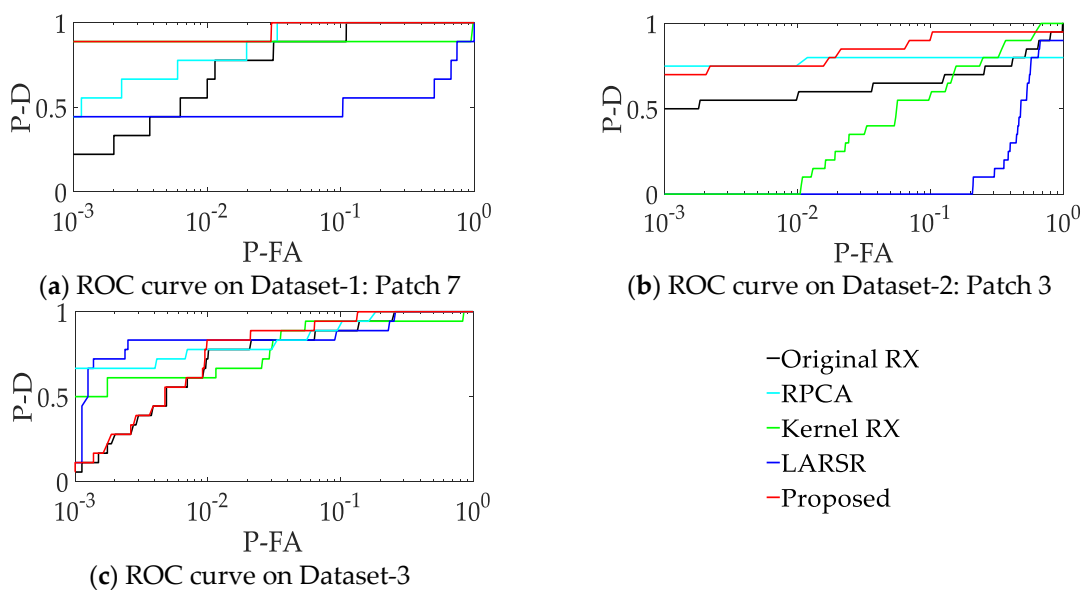 1
0.5
0
P-D
10^-3
10^-2
10^-1
10^0
P-FA
(a) ROC curve on Dataset-1: Patch 7
1
0.5
0
P-D
10^-3
10^-2
10^-1
10^0
P-FA
(b) ROC curve on Dataset-2: Patch 3
1
0.5
0
P-D
10^-3
10^-2
10^-1
10^0
P-FA
(c) ROC curve on Dataset-3
Original RX
RPCA
Kernel RX
LARSR
Proposed